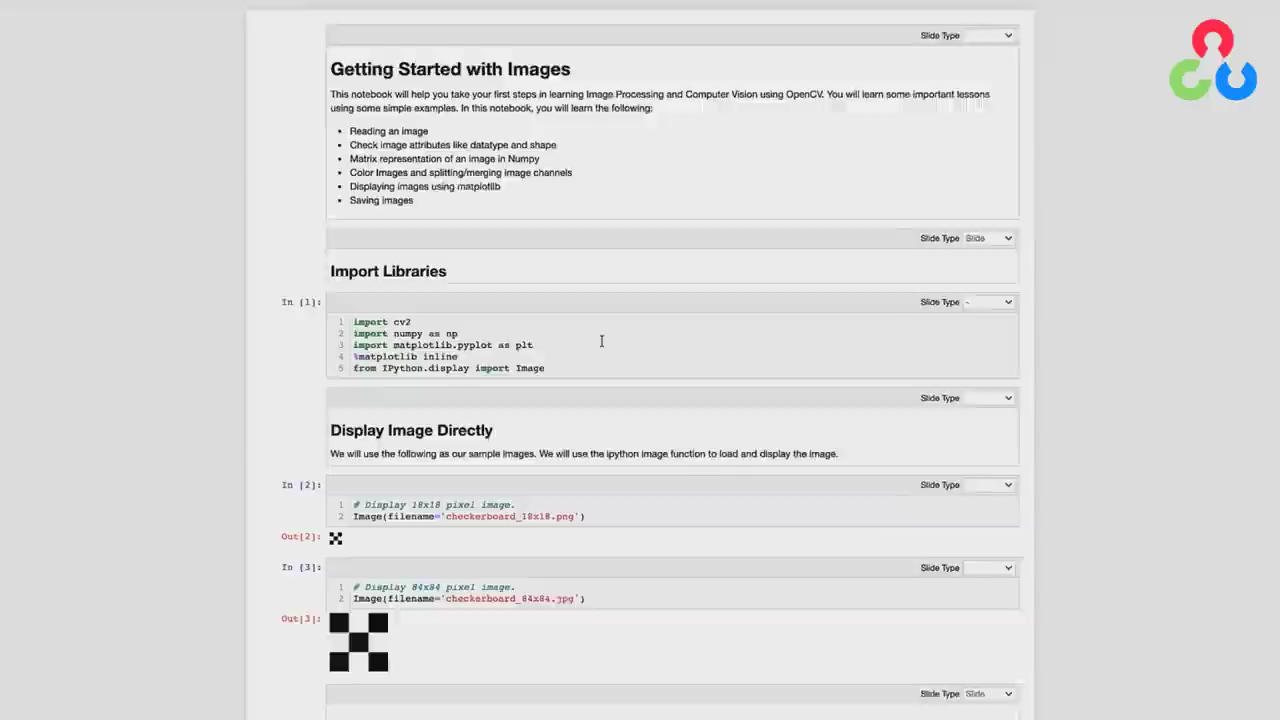 Slide Type
Getting Started with Images
This notebook will help you take your first steps in learning Image Processing and Computer Vision using OpenCV. You will learn some important lessons
using some simple examples. In this notebook, you will learn the following:
• Reading an image
• Check image attributes like datatype and shape
• Matrix representation of an image in Numpy
• Color Images and splitting/merging image channels
• Displaying images using matplotlib
• Saving images
Slide Type Slide
Import Libraries
In [1]:
Slide Type -
1 import cv2
2 import numpy as np
3 import matplotlib.pyplot as plt
4 %matplotlib inline
5 from IPython.display import Image
Slide Type
Display Image Directly
We will use the following as our sample images. We will use the ipython image function to load and display the image.
In [2]:
Slide Type
1 # Display 18x18 pixel image.
2 Image(filename='checkerboard_18x18.png')
Out[2]:
In [3]:
Slide Type
1 # Display 84x84 pixel image.
2 Image(filename='checkerboard_84x84.jpg')
Out[3]:
Slide Type Slide